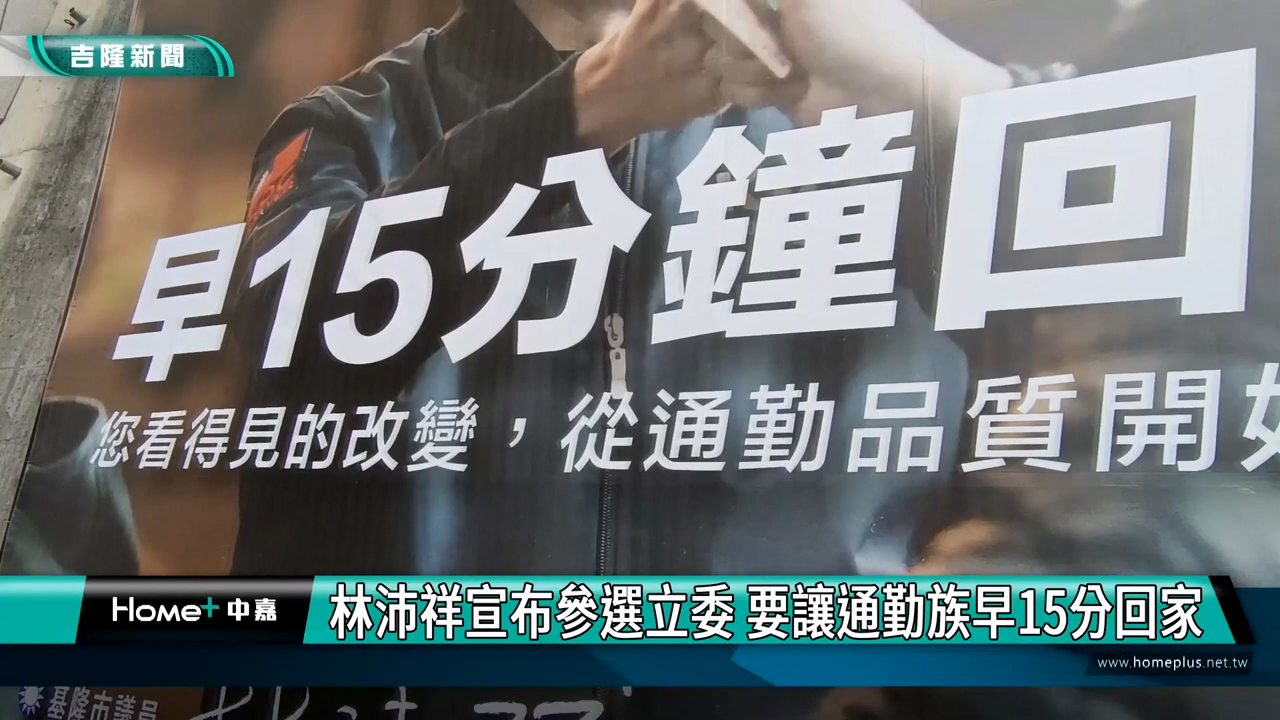 吉隆新聞
早15分鐘回
您看得見的改變，從通勤品質開始
Home+中嘉
林沛祥宣布參選立委 要讓通勤族早15分回家
www.homeplus.net.tw
基隆市議員